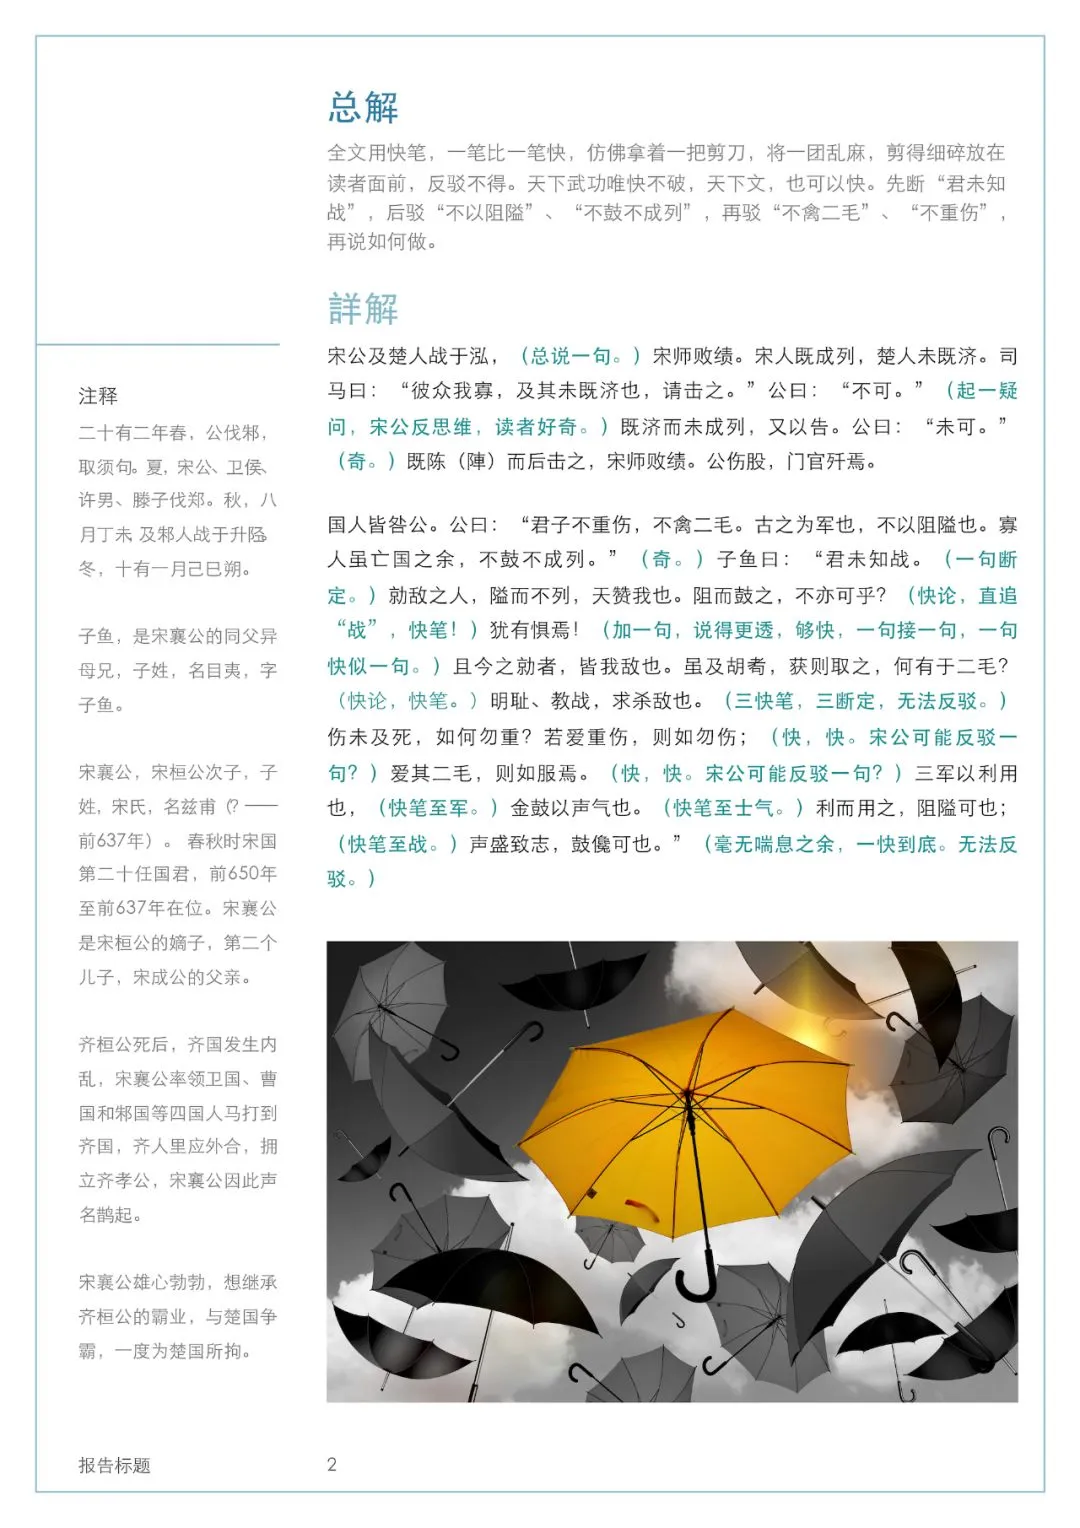 总解
全文用快笔，一笔比一笔快，仿佛拿着一把剪刀，将一团乱麻，剪得细碎放在
读者面前，反驳不得。天下武功唯快不破，天下文，也可以快。先断“君未知
战”，后驳“不以阻隘”、“不鼓不成列”，再驳“不禽二毛”、“不重伤”，
再说如何做。
詳解
宋公及楚人战于泓，（总说一句。）宋师败绩。宋人既成列，楚人未既济。司
马曰：“彼众我寡，及其未既济也，请击之。”公曰：“不可。”（起一疑
问，宋公反思维，读者好奇。）既济而未成列，又以告。公曰：“未可。”
（奇。）既陈（陣）而后击之，宋师败绩。公伤股，门官歼焉。
国人皆咎公。公曰：“君子不重伤，不禽二毛。古之为军也，不以阻隘也。寡
人虽亡国之余，不鼓不成列。”（奇。）子鱼曰：“君未知战。（一句断
定。）勍敌之人，隘而不列，天赞我也。阻而鼓之，不亦可乎？（快论，直追
“战”，快笔！）犹有惧焉！（加一句，说得更透，够快，一句接一句，一句
快似一句。）且今之勍者，皆我敌也。虽及胡耇，获则取之，何有于二毛？
（快论，快笔。）明耻、教战，求杀敌也。（三快笔，三断定，无法反驳。）
伤未及死，如何勿重？若爱重伤，则如勿伤；（快，快。宋公可能反驳一
句？）爱其二毛，则如服焉。（快，快。宋公可能反驳一句？）三军以利用
也，（快笔至军。）金鼓以声气也。（快笔至士气。）利而用之，阻隘可也；
（快笔至战。）声盛致志，鼓儳可也。”（毫无喘息之余，一快到底。无法反
驳。）
注释
二十有二年春，公伐邾，
取须句。夏，宋公、卫侯、
许男、滕子伐郑。秋，八
月丁未 及邾人战于升陉。
冬，十有一月己巳朔。
子鱼，是宋襄公的同父异
母兄，子姓，名目夷，字
子鱼。
宋襄公，宋桓公次子，子
姓，宋氏，名兹甫（？——
前637年）。春秋时宋国
第二十任国君，前650年
至前637年在位。宋襄公
是宋桓公的嫡子，第二个
儿子，宋成公的父亲。
齐桓公死后，齐国发生内
乱，宋襄公率领卫国、曹
国和邾国等四国人马打到
齐国，齐人里应外合，拥
立齐孝公，宋襄公因此声
名鹊起。
宋襄公雄心勃勃，想继承
齐桓公的霸业，与楚国争
霸，一度为楚国所拘。
报告标题
2